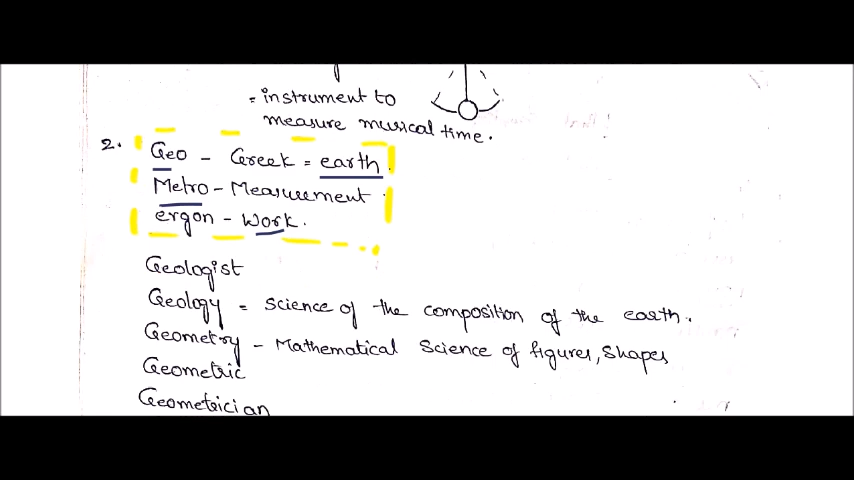 = instrument to
measure musical time.
2.
Geo - Greek = earth.
Metro - Measurement.
ergon - Work.
Geologist
Geology = science of the composition of the earth.
Geometry - Mathematical Science of figures, Shapes
Geometric
Geometrician